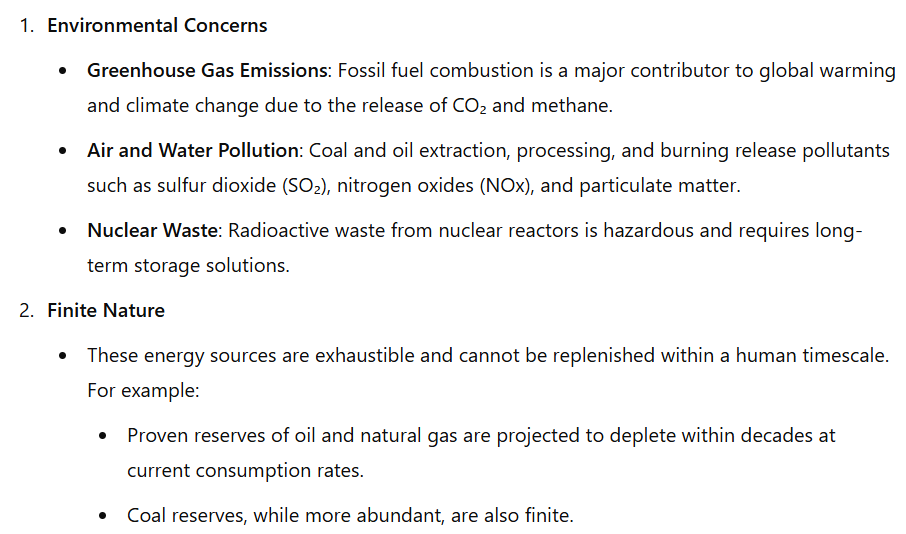 1. Environmental Concerns
• Greenhouse Gas Emissions: Fossil fuel combustion is a major contributor to global warming
and climate change due to the release of CO₂ and methane.
• Air and Water Pollution: Coal and oil extraction, processing, and burning release pollutants
such as sulfur dioxide (SO₂), nitrogen oxides (NOx), and particulate matter.
• Nuclear Waste: Radioactive waste from nuclear reactors is hazardous and requires long-
term storage solutions.
2. Finite Nature
• These energy sources are exhaustible and cannot be replenished within a human timescale.
For example:
• Proven reserves of oil and natural gas are projected to deplete within decades at
current consumption rates.
• Coal reserves, while more abundant, are also finite.